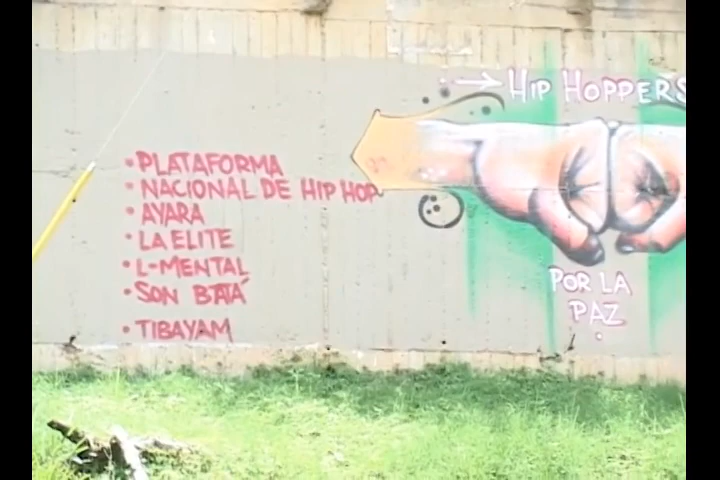 • PLATAFORMA
• NACIONAL DE HIP HOP
• AYARA
• LA ELITE
• L-MENTAL
• SON BATÁ
• TIBAYAM
HIP HOPPERS
POR LA
PAZ